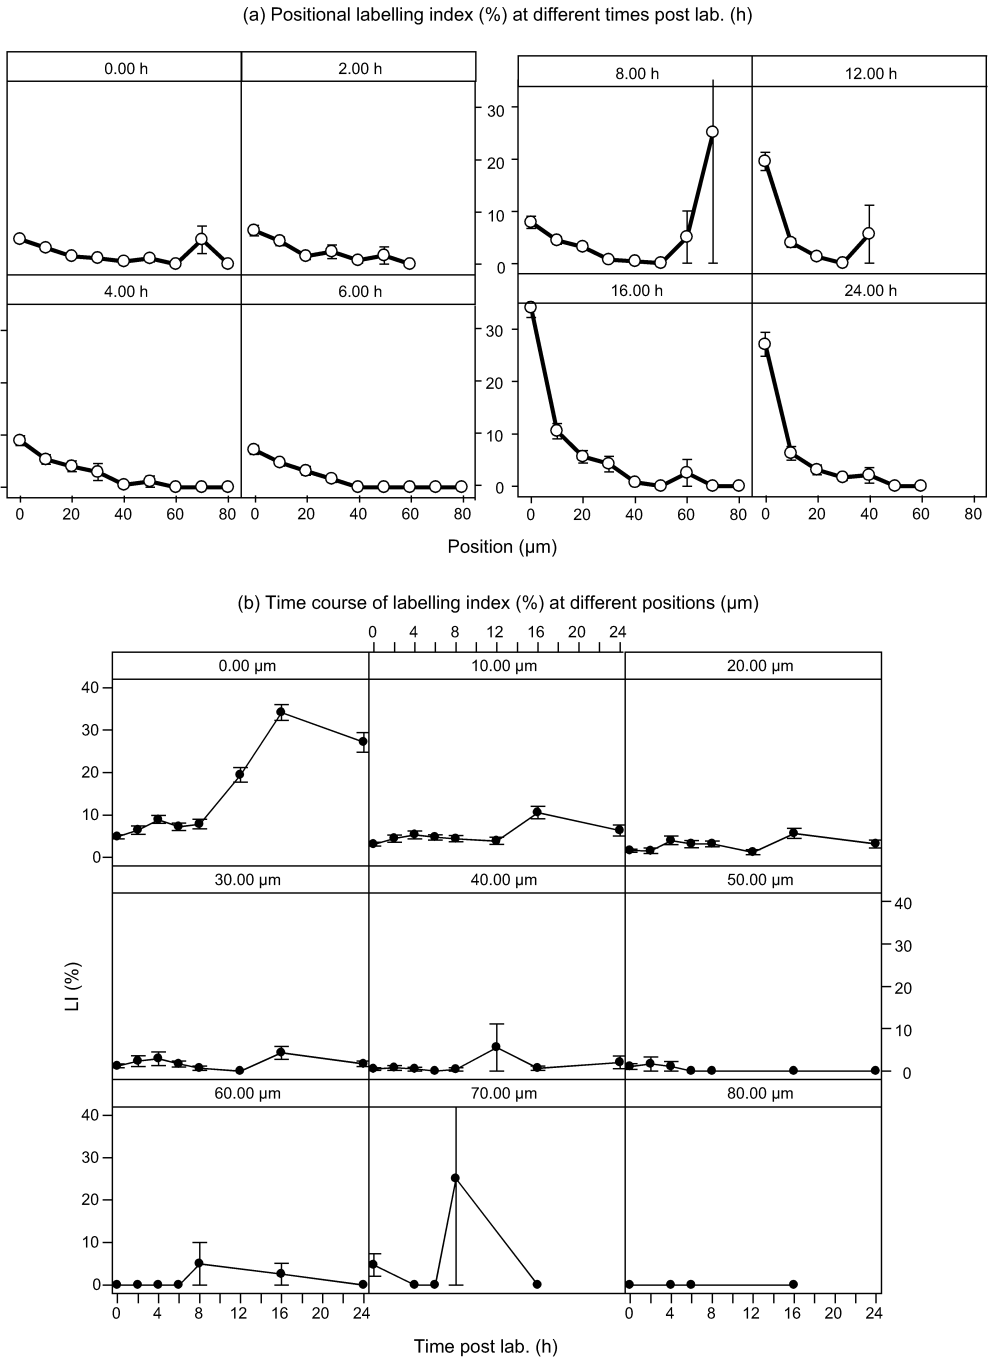 (a) Positional labelling index (%) at different times post lab. (h)
0.00 h 2.00 h 8.00 h 12.00 h
30
20
10
0
4.00 h 6.00 h 16.00 h 24.00 h
30
20
10
0
0 20 40 60 80 0 20 40 60 80 0 20 40 60 80 0 20 40 60 80
Position (µm)
(b) Time course of labelling index (%) at different positions (µm)
0 4 8 12 16 20 24
0.00 µm 10.00 µm 20.00 µm
40
30
20
10
0
30.00 µm 40.00 µm 50.00 µm
40
30
20
10
0
LI (%)
60.00 µm 70.00 µm 80.00 µm
40
30
20
10
0
0 4 8 12 16 20 24 0 4 8 12 16 20 24
Time post lab. (h)